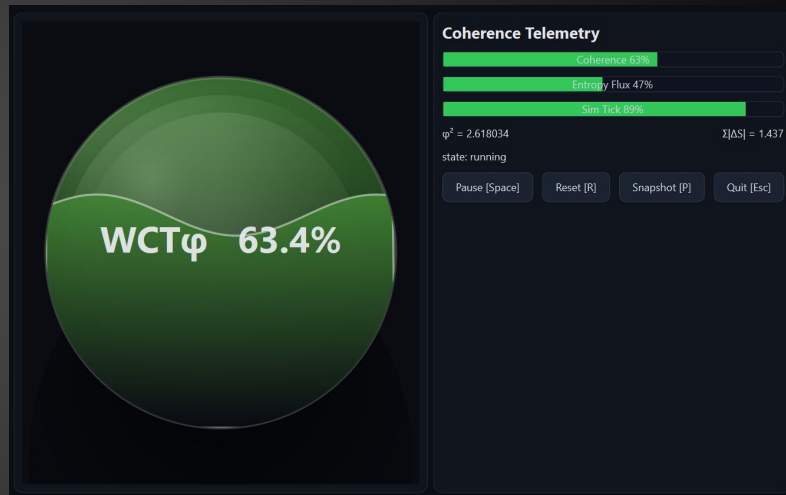 WCTφ 63.4%
Coherence Telemetry
Coherence 63%
Entropy Flux 47%
Sim Tick 89%
φ² = 2.618034 Σ|ΔS| = 1.437
state: running
Pause [Space] Reset [R] Snapshot [P] Quit [Esc]